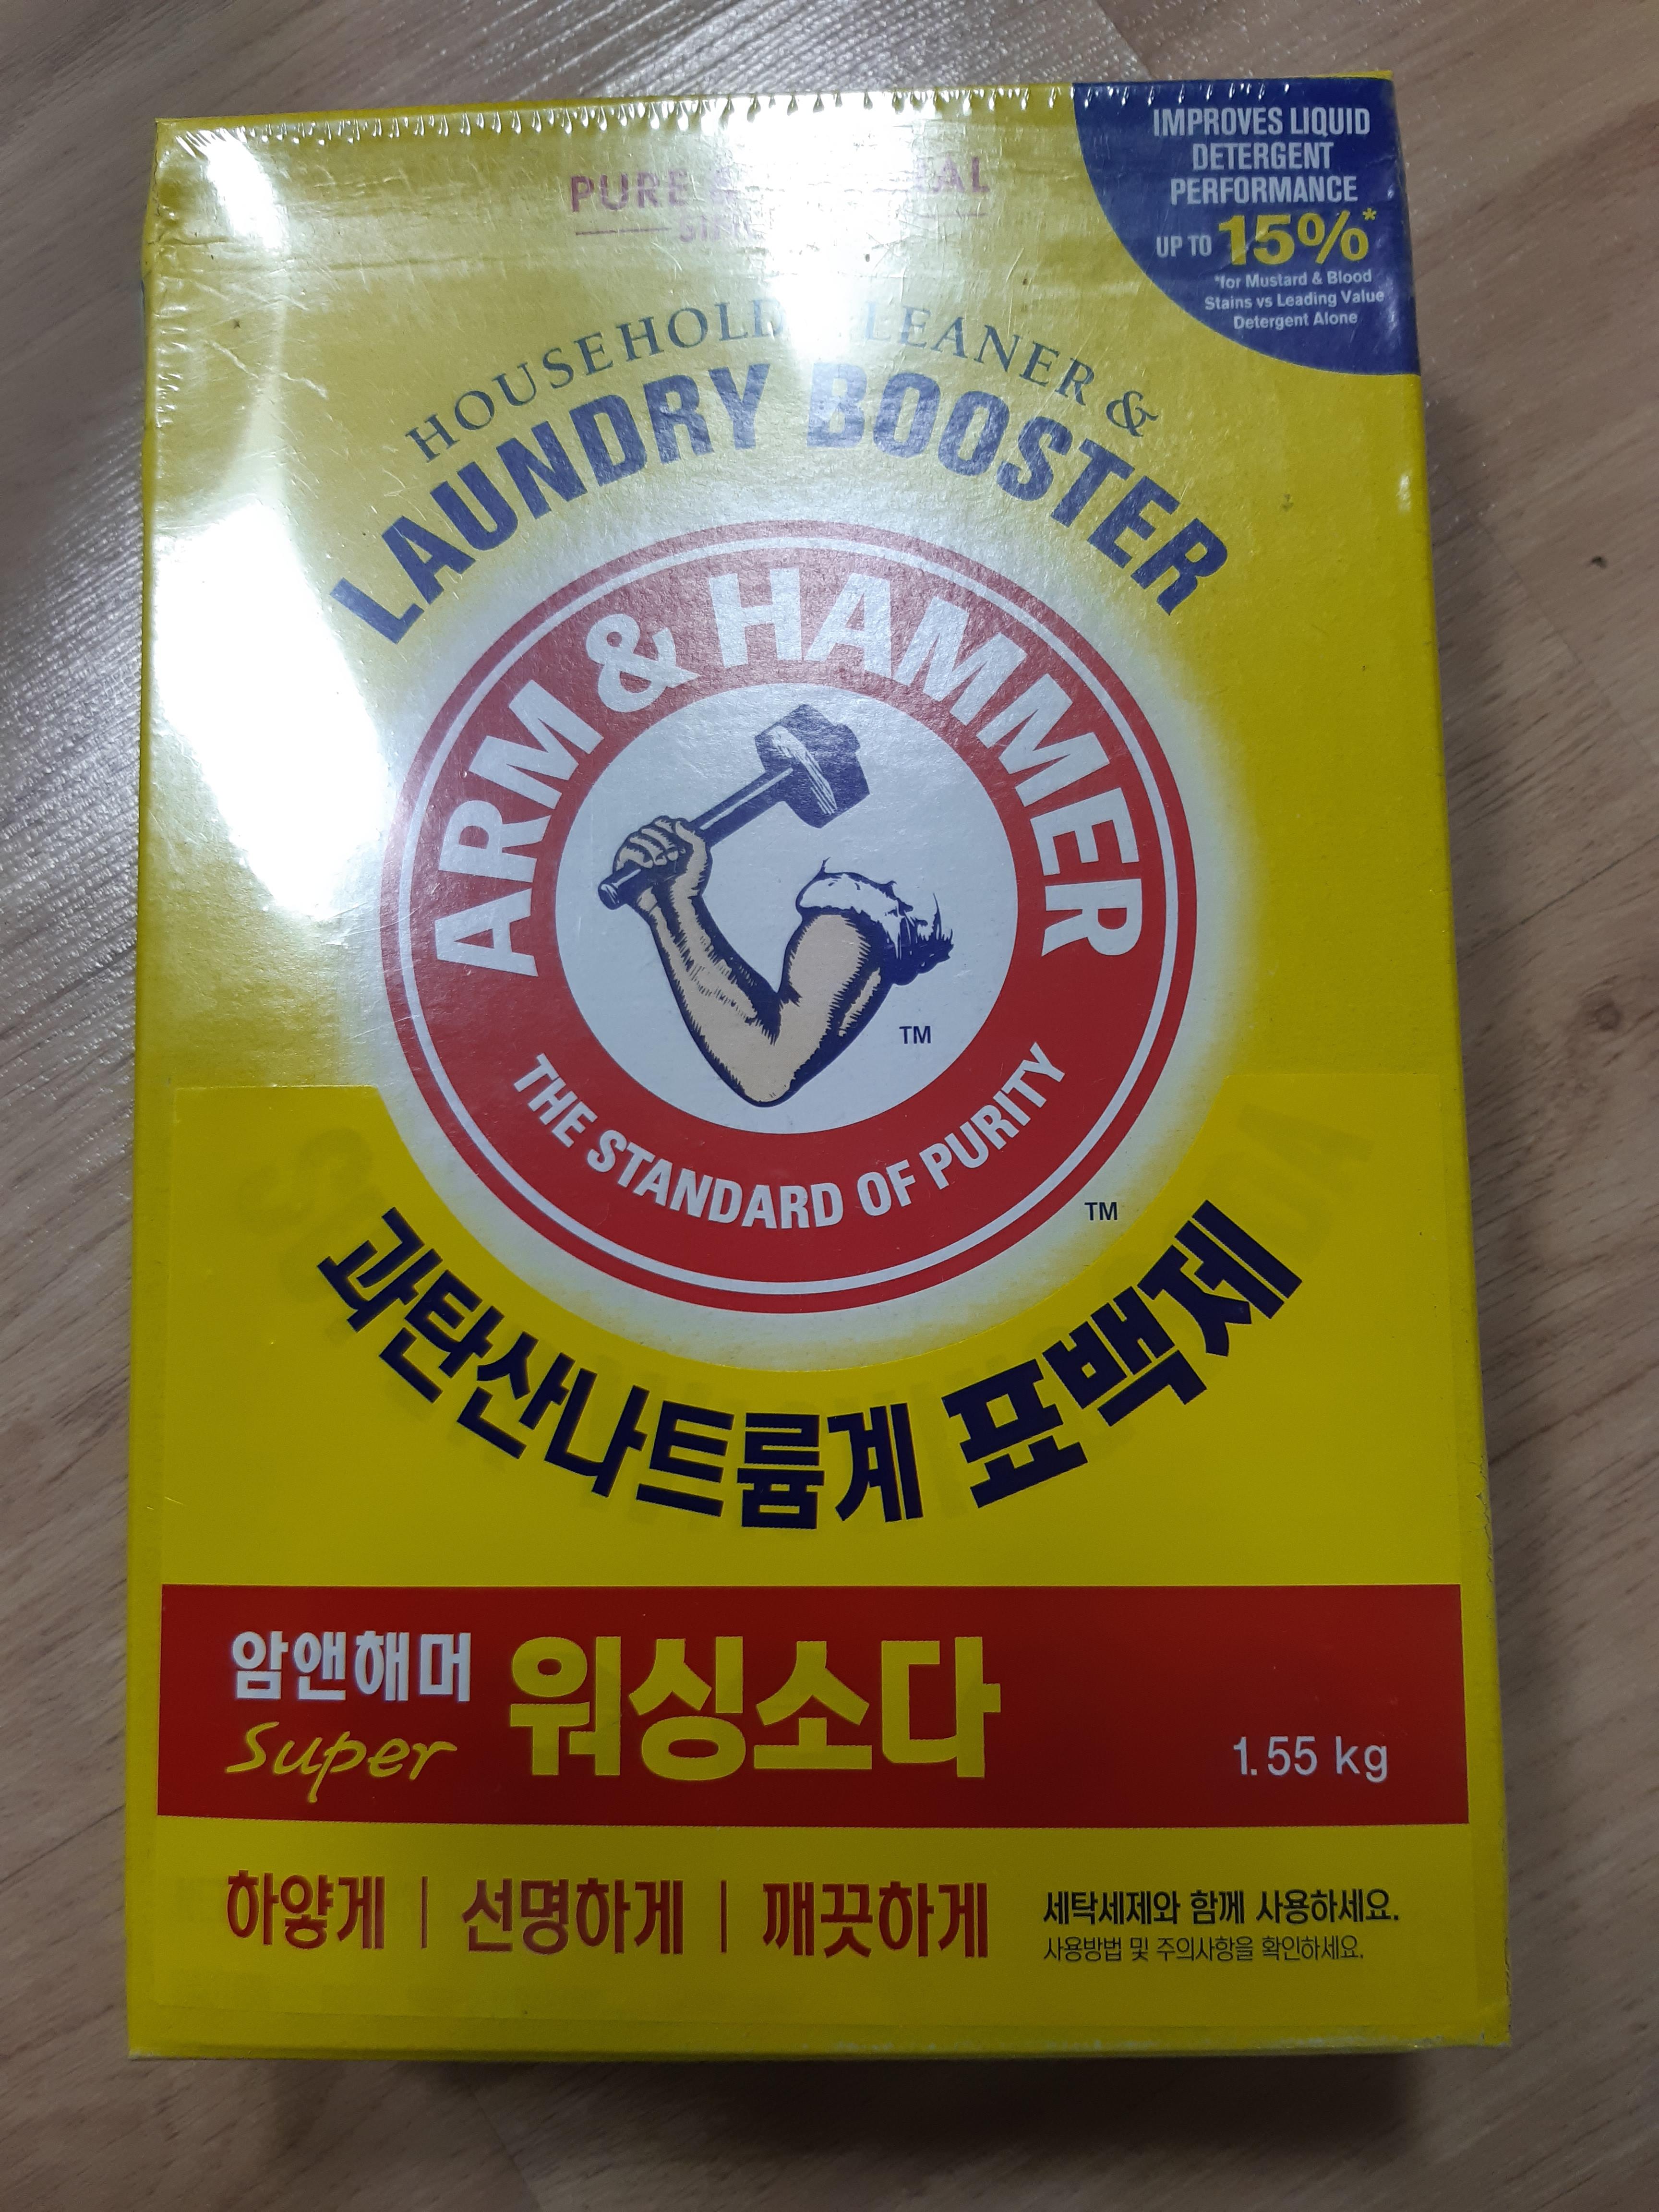 PURE
IMPROVES LIQUID
DETERGENT
PERFORMANCE
UP TO 15%*
*for Mustard & Blood
Stains vs Leading Value
Detergent Alone
HOUSEHOLD CLEANER &
LAUNDRY BOOSTER
ARM & HAMMER
TM
THE STANDARD OF PURITY
TM
과탄산나트륨계 표백제
암앤해머
Super 워싱소다
1.55 kg
하얗게 | 선명하게 | 깨끗하게
세탁세제와 함께 사용하세요.
사용방법 및 주의사항을 확인하세요.